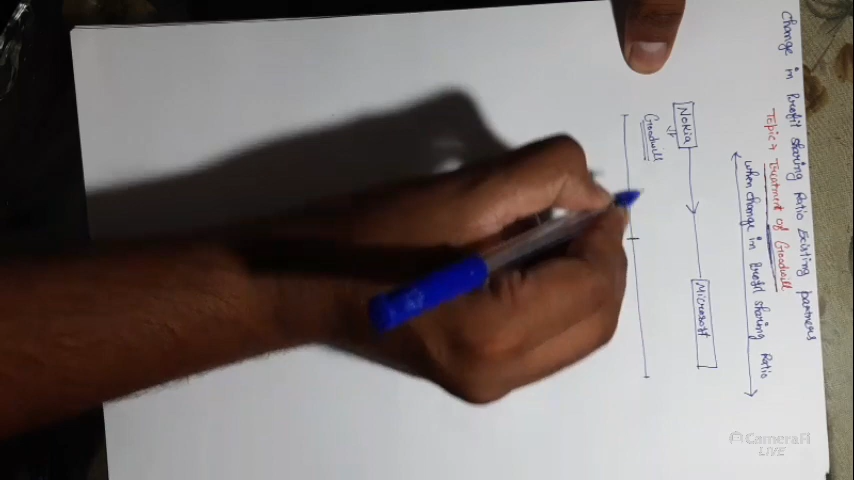 Change in Profit sharing Ratio Existing partners
Topic → Treatment of Goodwill
when change in Profit sharing Ratio
Nokia
Microsoft
Goodwill
CameraFi
LIVE